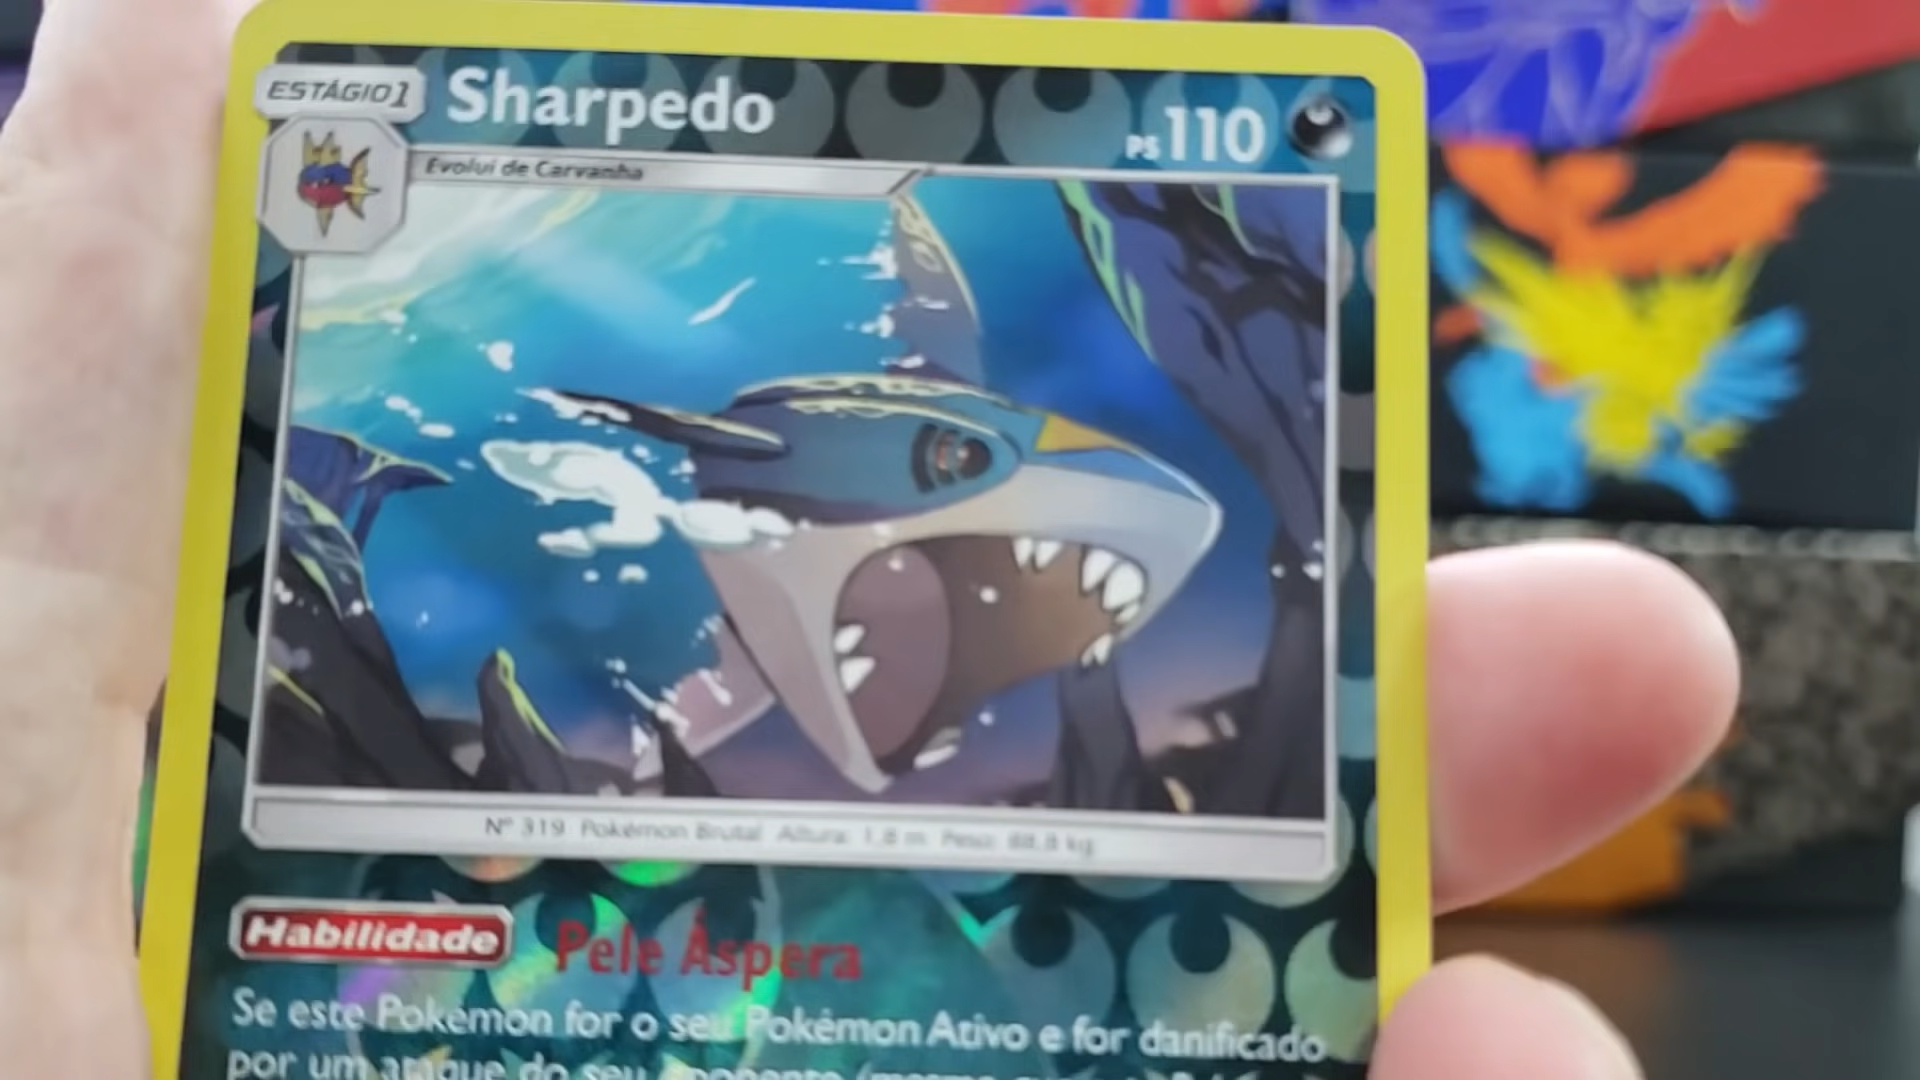 ESTÁGIO 1
Sharpedo
PS 110
Evolui de Carvanha
Nº 319 Pokémon Brutal Altura: 1,8 m Peso: 88,8 kg
Habilidade Pele Áspera
Se este Pokémon for o seu Pokémon Ativo e for danificado
por um ataque do seu oponente (mesmo